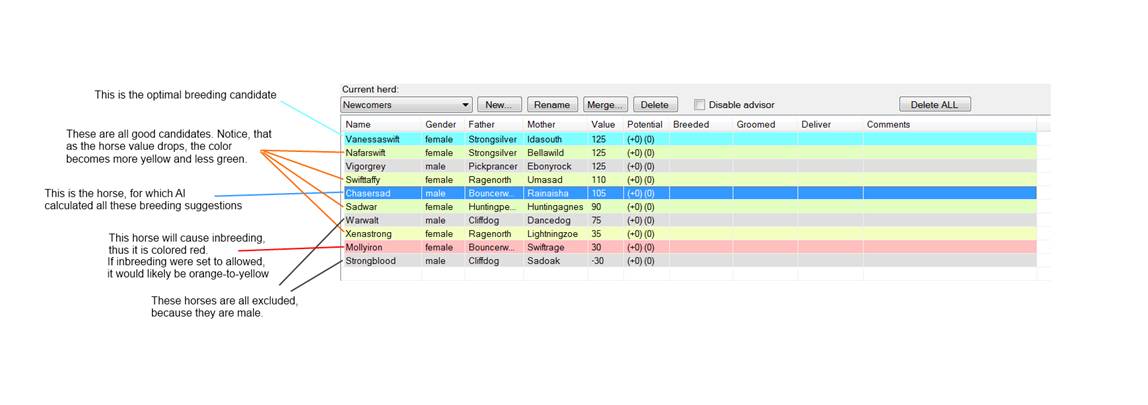 This is the optimal breeding candidate
These are all good candidates. Notice, that
as the horse value drops, the color
becomes more yellow and less green.
This is the horse, for which AI
calculated all these breeding suggestions
This horse will cause inbreeding,
thus it is colored red.
If inbreeding were set to allowed,
it would likely be orange-to-yellow
These horses are all excluded,
because they are male.
Current herd:
Newcomers New... Rename Merge... Delete Disable advisor Delete ALL
Name Gender Father Mother Value Potential Breeded Groomed Deliver Comments
Vanessaswift female Strongsilver Idasouth 125 (+0) (0)
Nafarswift female Strongsilver Bellawild 125 (+0) (0)
Vigorgrey male Pickprancer Ebonyrock 125 (+0) (0)
Swifttaffy female Ragenorth Umasad 110 (+0) (0)
Chasersad male Bouncerw... Rainaisha 105 (+0) (0)
Sadwar female Huntingpe... Huntingagnes 90 (+0) (0)
Warwalt male Cliffdog Dancedog 75 (+0) (0)
Xenastrong female Ragenorth Lightningzoe 35 (+0) (0)
Mollyiron female Bouncerw... Swiftrage 30 (+0) (0)
Strongblood male Cliffdog Sadoak -30 (+0) (0)